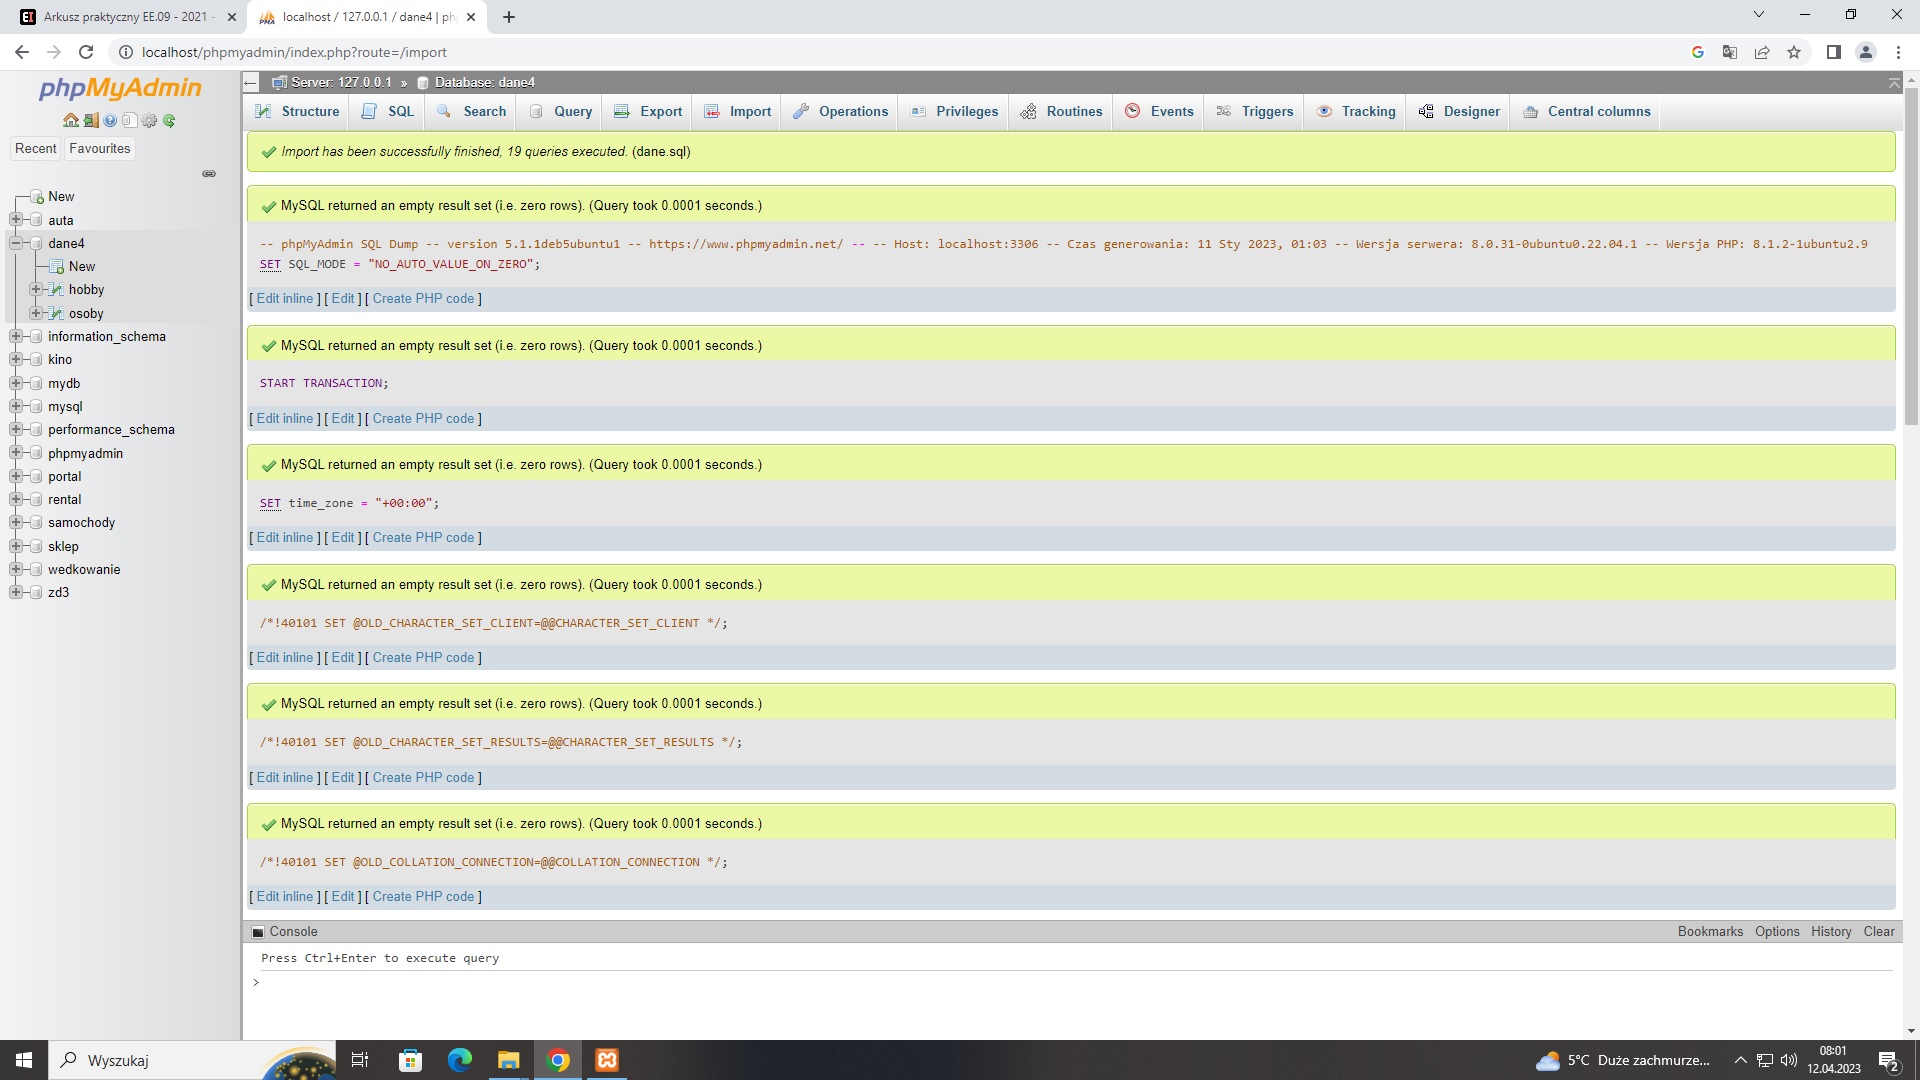 Arkusz praktyczny EE.09 - 2021 -
localhost / 127.0.0.1 / dane4 | ph
localhost/phpmyadmin/index.php?route=/import
phpMyAdmin
Recent
Favourites
New
auta
dane4
New
hobby
osoby
information_schema
kino
mydb
mysql
performance_schema
phpmyadmin
portal
rental
samochody
sklep
wedkowanie
zd3
Server: 127.0.0.1 » Database: dane4
Structure SQL Search Query Export Import Operations Privileges Routines Events Triggers Tracking Designer Central columns
Import has been successfully finished, 19 queries executed. (dane.sql)
MySQL returned an empty result set (i.e. zero rows). (Query took 0.0001 seconds.)
-- phpMyAdmin SQL Dump -- version 5.1.1deb5ubuntu1 -- https://www.phpmyadmin.net/ -- -- Host: localhost:3306 -- Czas generowania: 11 Sty 2023, 01:03 -- Wersja serwera: 8.0.31-0ubuntu0.22.04.1 -- Wersja PHP: 8.1.2-1ubuntu2.9
SET SQL_MODE = "NO_AUTO_VALUE_ON_ZERO";
[ Edit inline ] [ Edit ] [ Create PHP code ]
MySQL returned an empty result set (i.e. zero rows). (Query took 0.0001 seconds.)
START TRANSACTION;
[ Edit inline ] [ Edit ] [ Create PHP code ]
MySQL returned an empty result set (i.e. zero rows). (Query took 0.0001 seconds.)
SET time_zone = "+00:00";
[ Edit inline ] [ Edit ] [ Create PHP code ]
MySQL returned an empty result set (i.e. zero rows). (Query took 0.0001 seconds.)
/*!40101 SET @OLD_CHARACTER_SET_CLIENT=@@CHARACTER_SET_CLIENT */;
[ Edit inline ] [ Edit ] [ Create PHP code ]
MySQL returned an empty result set (i.e. zero rows). (Query took 0.0001 seconds.)
/*!40101 SET @OLD_CHARACTER_SET_RESULTS=@@CHARACTER_SET_RESULTS */;
[ Edit inline ] [ Edit ] [ Create PHP code ]
MySQL returned an empty result set (i.e. zero rows). (Query took 0.0001 seconds.)
/*!40101 SET @OLD_COLLATION_CONNECTION=@@COLLATION_CONNECTION */;
[ Edit inline ] [ Edit ] [ Create PHP code ]
Console
Bookmarks Options History Clear
Press Ctrl+Enter to execute query
>
Wyszukaj
5°C Duże zachmurze...
08:01
12.04.2023
2